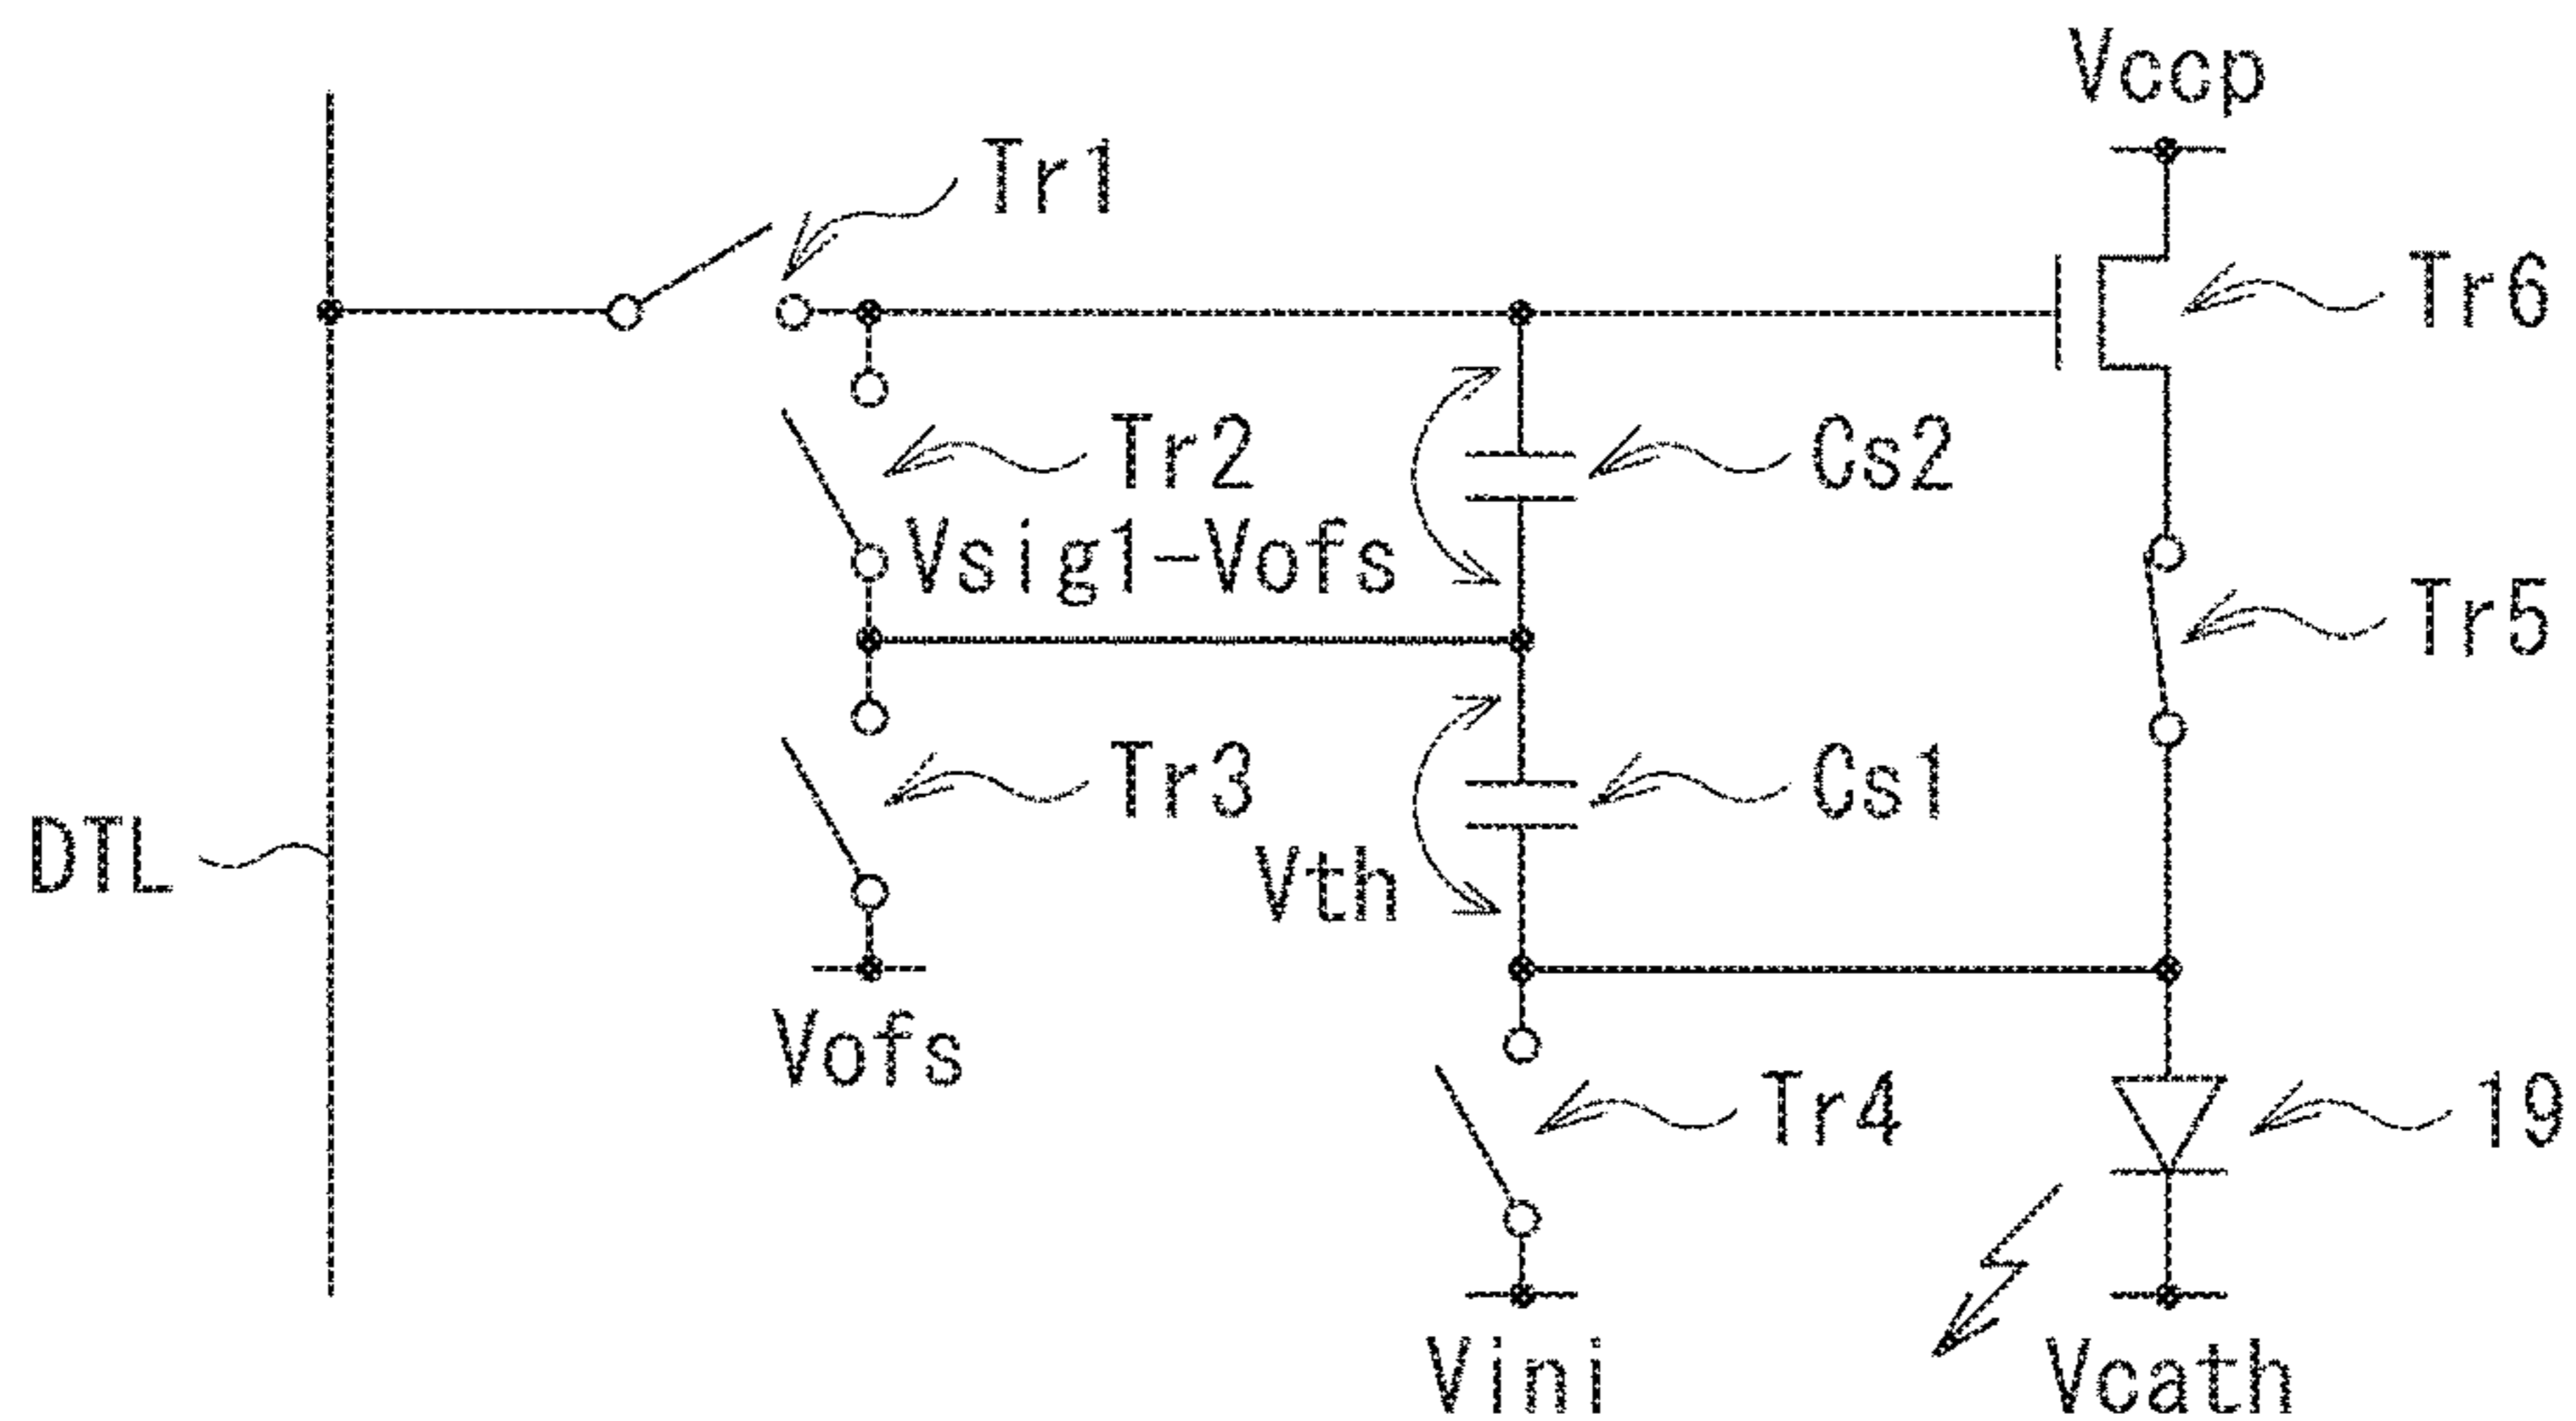 Vccp
Tr1
Tr6
Tr2
Cs2
Vsig1-Vofs
Tr5
Tr3
Cs1
DTL
Vth
Vofs
Tr4
19
Vini
Vcath